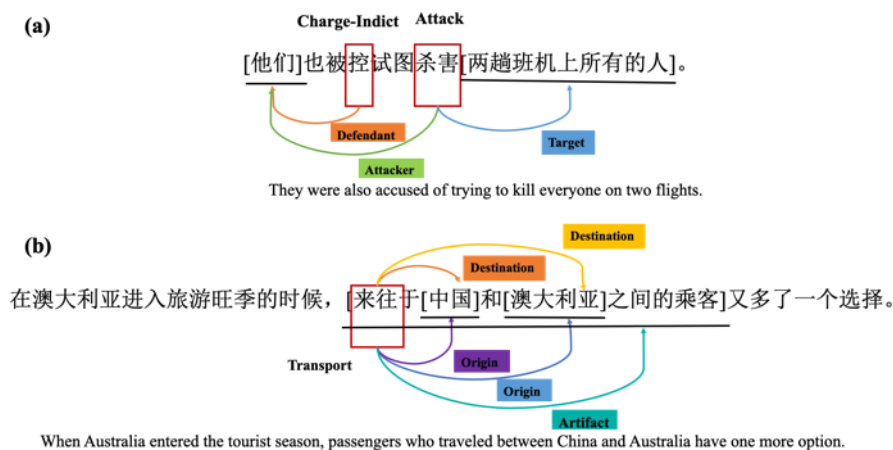 Charge-Indict Attack
(a)
[他们]也被控试图杀害[两趟班机上所有的人]。
Defendant
Target
Attacker
They were also accused of trying to kill everyone on two flights.
(b)
Destination
Destination
在澳大利亚进入旅游旺季的时候，[来往于[中国]和[澳大利亚]之间的乘客]又多了一个选择。
Transport
Origin
Origin
Artifact
When Australia entered the tourist season, passengers who traveled between China and Australia have one more option.